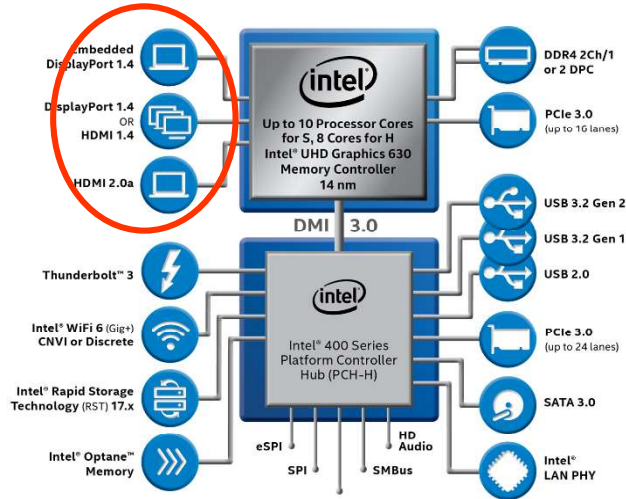 Embedded
DisplayPort 1.4
DisplayPort 1.4
OR
HDMI 1.4
HDMI 2.0a
intel
Up to 10 Processor Cores
for S, 8 Cores for H
Intel® UHD Graphics 630
Memory Controller
14 nm
DDR4 2Ch/1
or 2 DPC
PCIe 3.0
(up to 16 lanes)
DMI 3.0
Thunderbolt™ 3
Intel® WiFi 6 (Gig+)
CNVI or Discrete
Intel® Rapid Storage
Technology (RST) 17.x
Intel® Optane™
Memory
intel
Intel® 400 Series
Platform Controller
Hub (PCH-H)
USB 3.2 Gen 2
USB 3.2 Gen 1
USB 2.0
PCIe 3.0
(up to 24 lanes)
SATA 3.0
Intel®
LAN PHY
eSPI
SPI
SMBus
HD
Audio